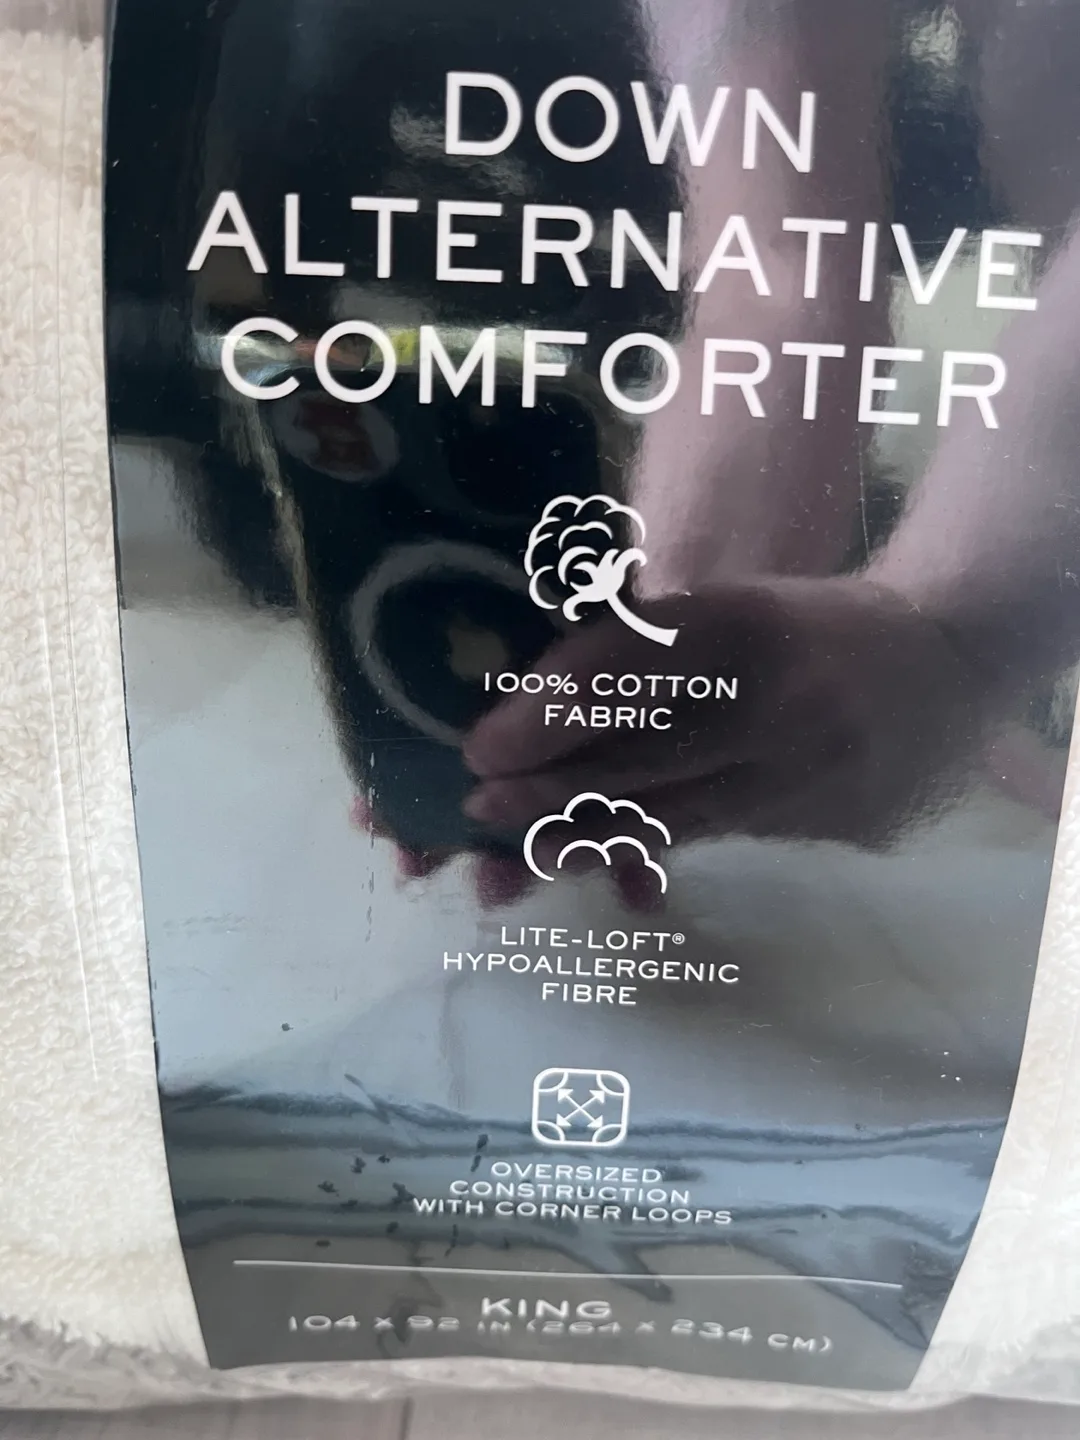 DOWN
ALTERNATIVE
COMFORTER
100% COTTON
FABRIC
LITE-LOFT®
HYPOALLERGENIC
FIBRE
OVERSIZED
CONSTRUCTION
WITH CORNER LOOPS
KING
104 x 92 IN (264 x 234 CM)